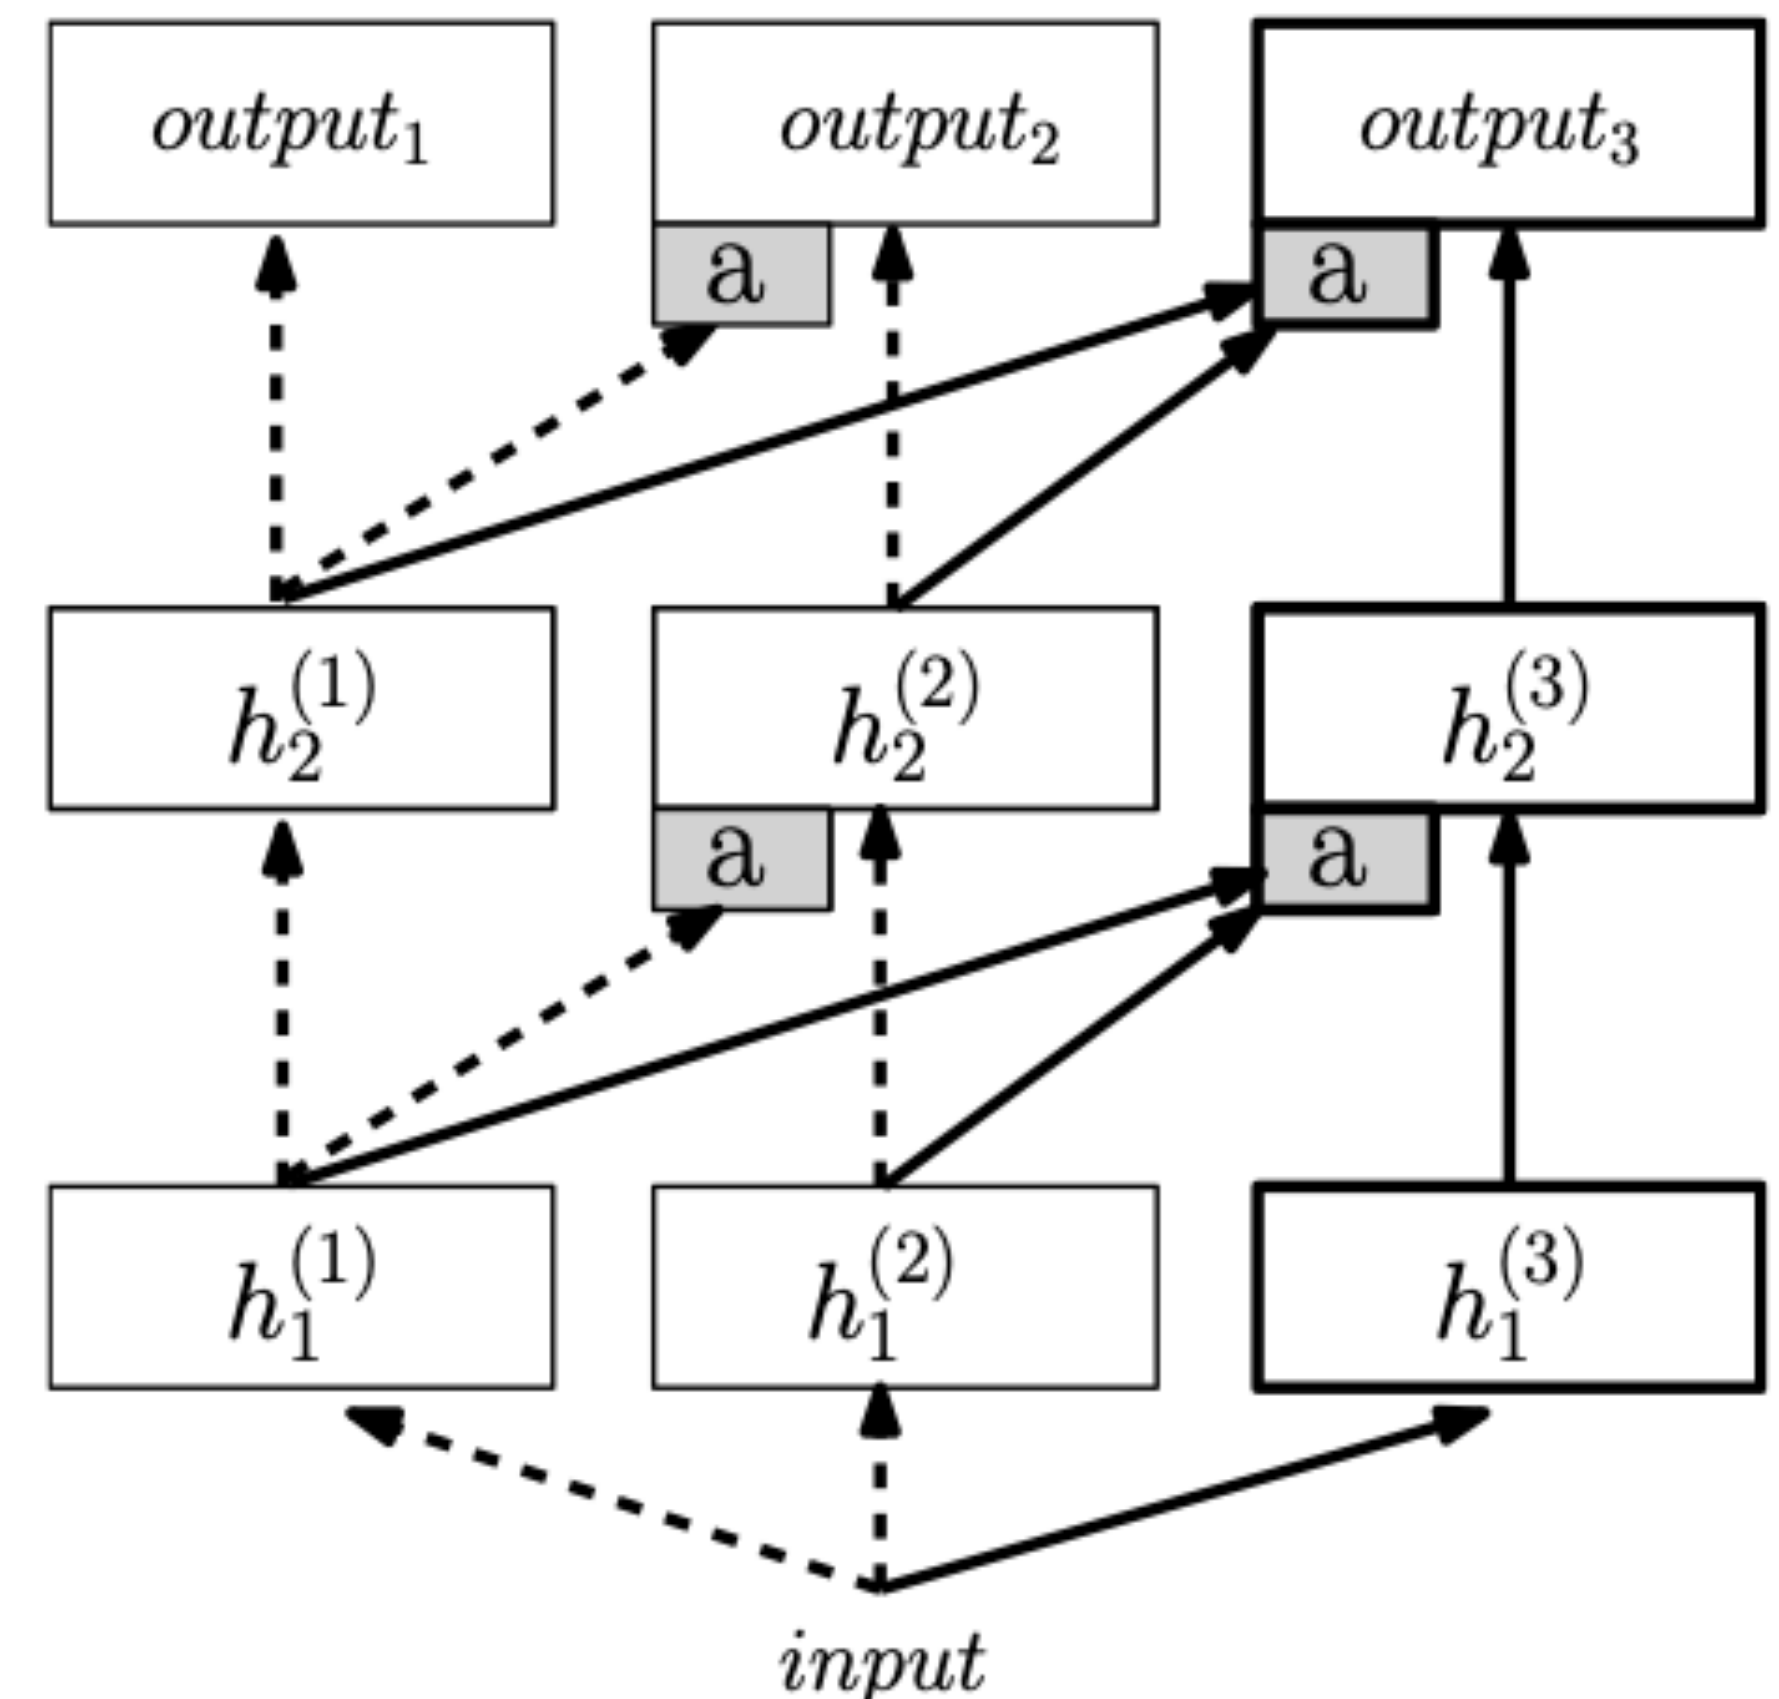 output₁ output₂ output₃
a a
h₂⁽¹⁾ h₂⁽²⁾ h₂⁽³⁾
a a
h₁⁽¹⁾ h₁⁽²⁾ h₁⁽³⁾
input